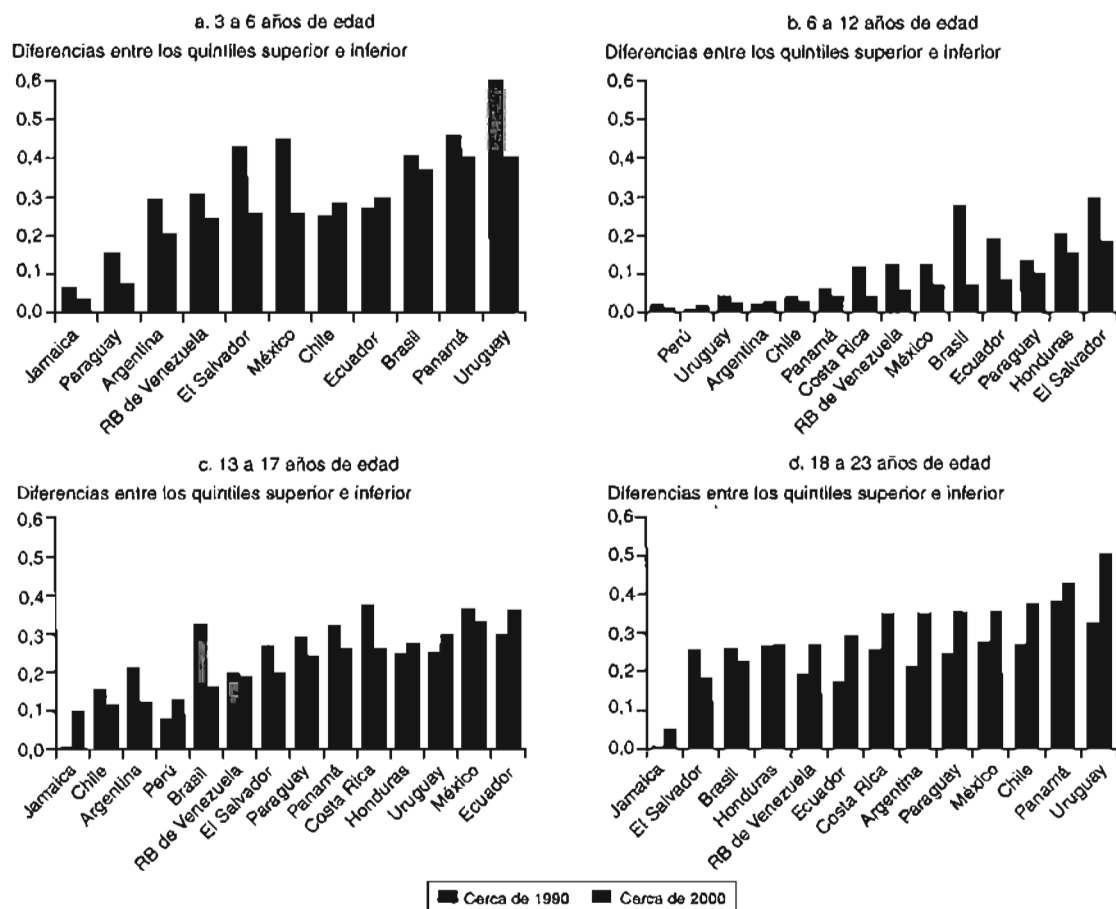 a. 3 a 6 años de edad
Diferencias entre los quintiles superior e inferior
0,6
0,5
0,4
0,3
0,2
0,1
0,0
Jamaica
Paraguay
Argentina
RB de Venezuela
El Salvador
México
Chile
Ecuador
Brasil
Panamá
Uruguay
b. 6 a 12 años de edad
Diferencias entre los quintiles superior e inferior
0,6
0,5
0,4
0,3
0,2
0,1
0,0
Perú
Uruguay
Argentina
Chile
Panamá
Costa Rica
RB de Venezuela
México
Brasil
Ecuador
Paraguay
Honduras
El Salvador
c. 13 a 17 años de edad
Diferencias entre los quintiles superior e inferior
0,6
0,5
0,4
0,3
0,2
0,1
0,0
Jamaica
Chile
Argentina
Perú
Brasil
RB de Venezuela
El Salvador
Paraguay
Panamá
Costa Rica
Honduras
Uruguay
México
Ecuador
d. 18 a 23 años de edad
Diferencias entre los quintiles superior e inferior
0,6
0,5
0,4
0,3
0,2
0,1
0,0
Jamaica
El Salvador
Brasil
Honduras
RB de Venezuela
Ecuador
Costa Rica
Argentina
Paraguay
México
Chile
Panamá
Uruguay
Cerca de 1990 Cerca de 2000